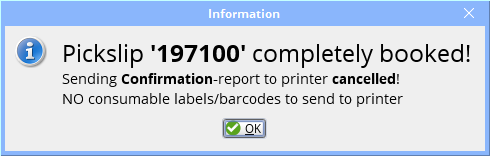 Information
Pickslip '197100' completely booked!
Sending Confirmation-report to printer cancelled!
NO consumable labels/barcodes to send to printer
OK